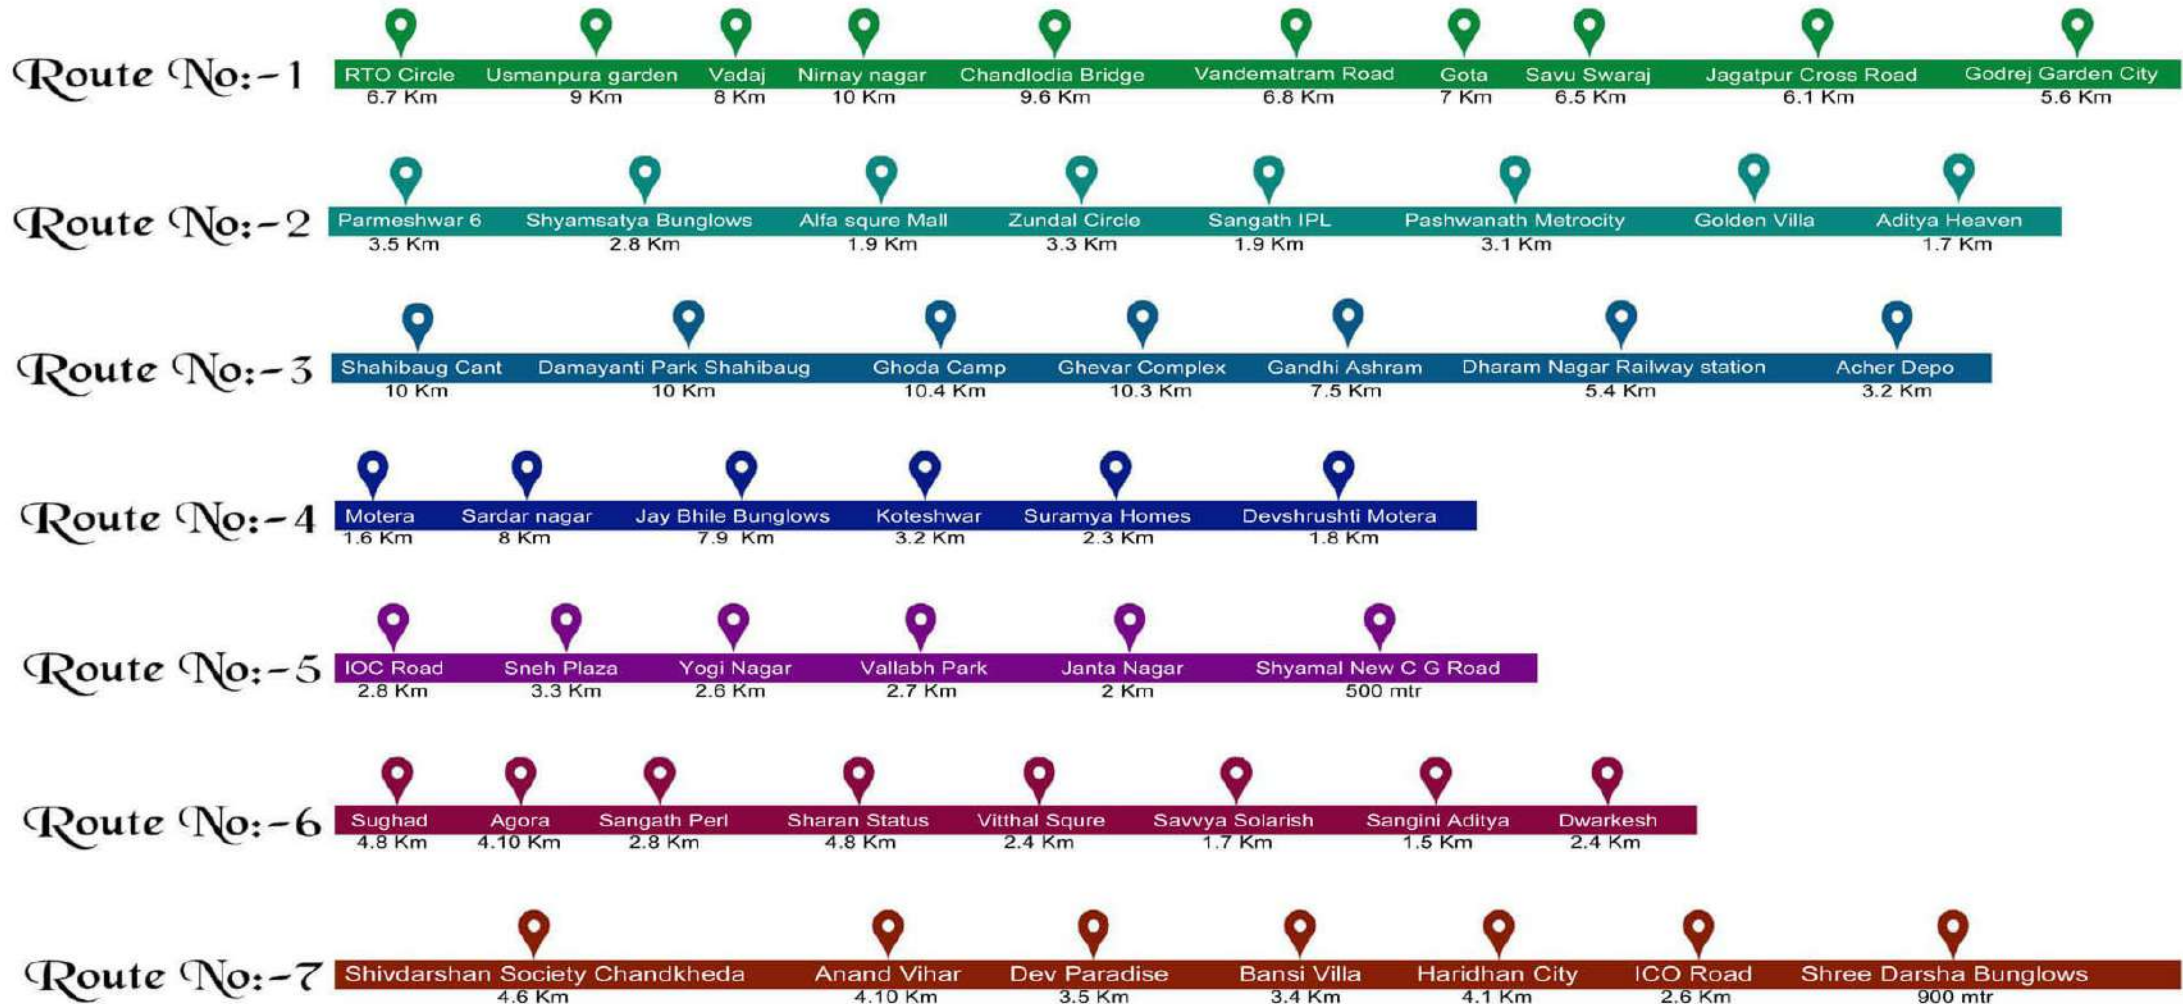 Route No:-1 RTO Circle Usmanpura garden Vadaj Nirnay nagar Chandlodia Bridge Vandematram Road Gota Savu Swaraj Jagatpur Cross Road Godrej Garden City
6.7 Km 9 Km 8 Km 10 Km 9.6 Km 6.8 Km 7 Km 6.5 Km 6.1 Km 5.6 Km
Route No:-2 Parmeshwar 6 Shyamsatya Bunglows Alfa squre Mall Zundal Circle Sangath IPL Pashwanath Metrocity Golden Villa Aditya Heaven
3.5 Km 2.8 Km 1.9 Km 3.3 Km 1.9 Km 3.1 Km 1.7 Km
Route No:-3 Shahibaug Cant Damayanti Park Shahibaug Ghoda Camp Ghevar Complex Gandhi Ashram Dharam Nagar Railway station Acher Depo
10 Km 10 Km 10.4 Km 10.3 Km 7.5 Km 5.4 Km 3.2 Km
Route No:-4 Motera Sardar nagar Jay Bhile Bunglows Koteshwar Suramya Homes Devshrushti Motera
1.6 Km 8 Km 7.9 Km 3.2 Km 2.3 Km 1.8 Km
Route No:-5 IOC Road Sneh Plaza Yogi Nagar Vallabh Park Janta Nagar Shyamal New C G Road
2.8 Km 3.3 Km 2.6 Km 2.7 Km 2 Km 500 mtr
Route No:-6 Sughad Agora Sangath Perl Sharan Status Vitthal Squre Savvya Solarish Sangini Aditya Dwarkesh
4.8 Km 4.10 Km 2.8 Km 4.8 Km 2.4 Km 1.7 Km 1.5 Km 2.4 Km
Route No:-7 Shivdarshan Society Chandkheda Anand Vihar Dev Paradise Bansi Villa Haridhan City ICO Road Shree Darsha Bunglows
4.6 Km 4.10 Km 3.5 Km 3.4 Km 4.1 Km 2.6 Km 900 mtr